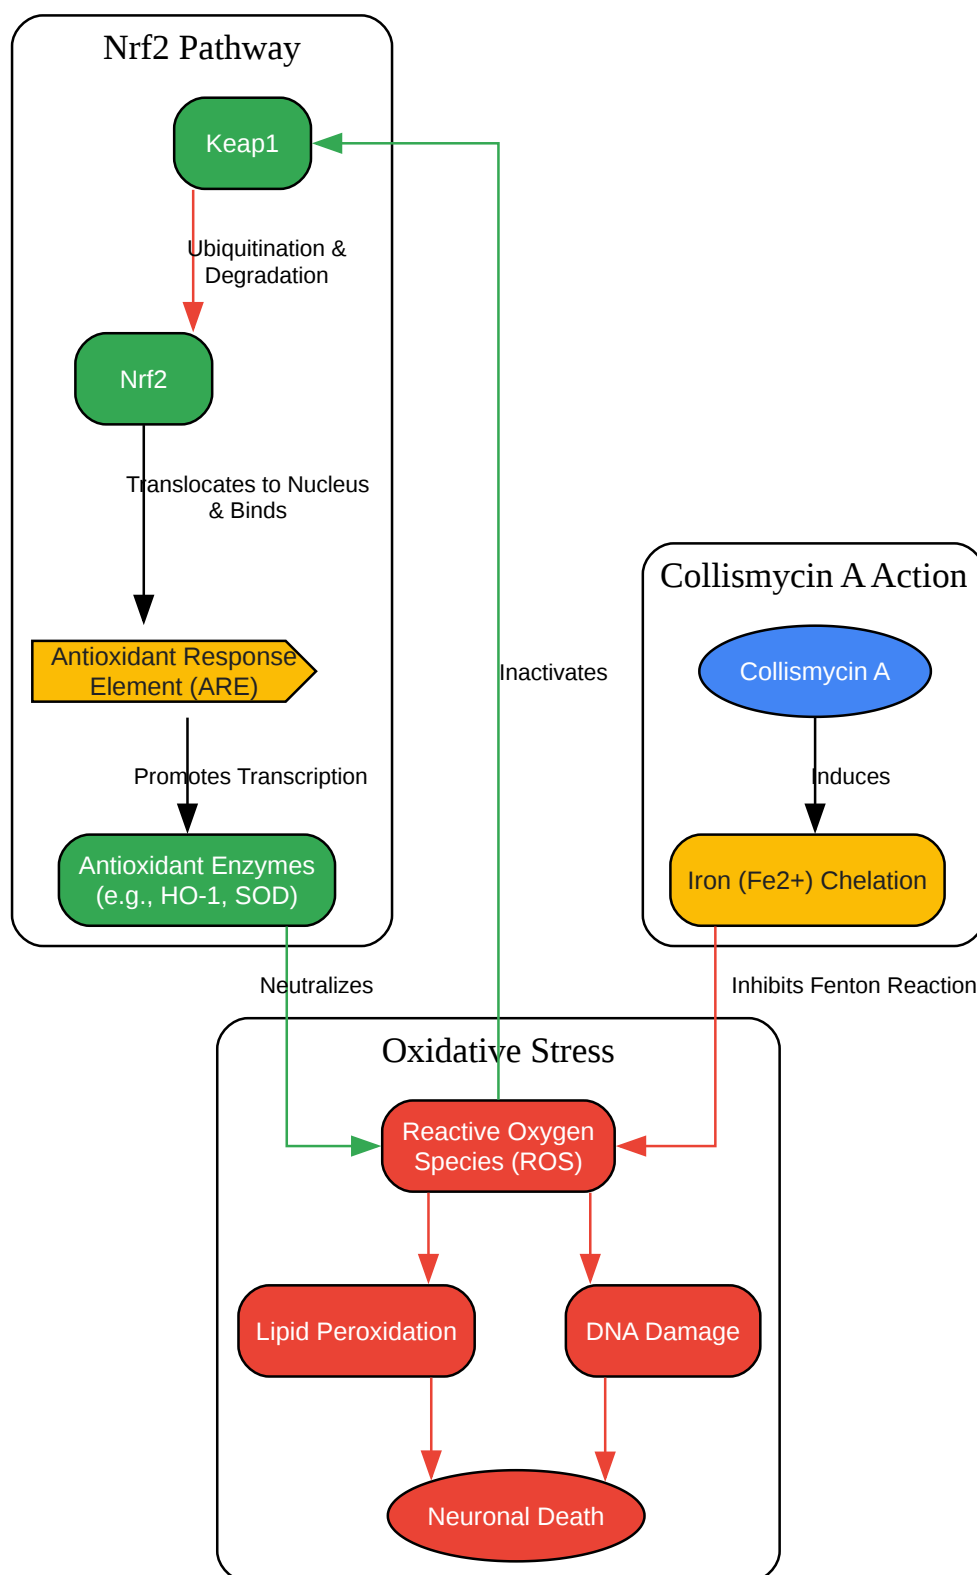 Nrf2 Pathway
Keap1
Ubiquitination &
Degradation
Nrf2
Translocates to Nucleus
& Binds
Antioxidant Response
Element (ARE)
Promotes Transcription
Antioxidant Enzymes
(e.g., HO-1, SOD)
Inactivates
Collismycin A Action
Collismycin A
Induces
Iron (Fe2+) Chelation
Neutralizes
Inhibits Fenton Reaction
Oxidative Stress
Reactive Oxygen
Species (ROS)
Lipid Peroxidation
DNA Damage
Neuronal Death